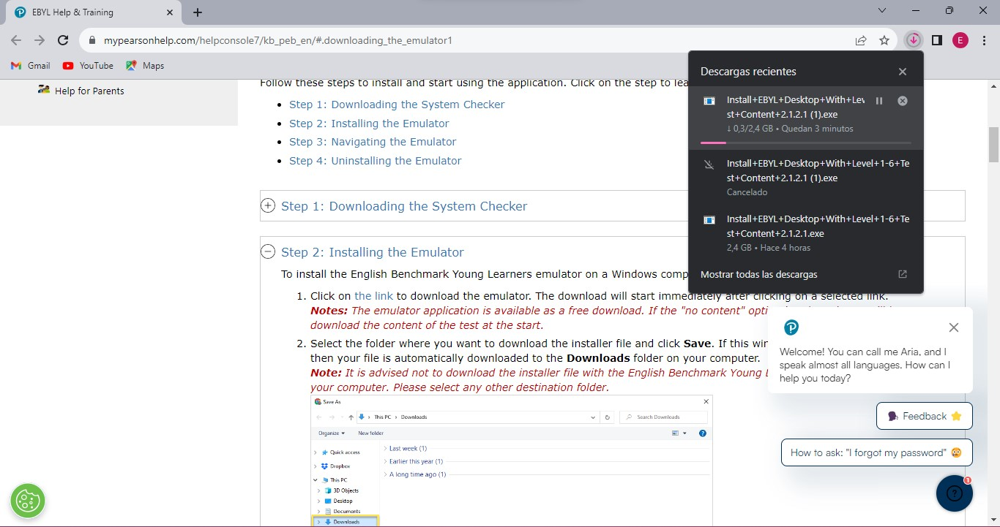 EBYL Help & Training
mypearsonhelp.com/helpconsole7/kb_peb_en/#.downloading_the_emulator1
E
Gmail
YouTube
Maps
Help for Parents
Follow these steps to install and start using the application. Click on the step to lea
Step 1: Downloading the System Checker
Step 2: Installing the Emulator
Step 3: Navigating the Emulator
Step 4: Uninstalling the Emulator
Step 1: Downloading the System Checker
Step 2: Installing the Emulator
To install the English Benchmark Young Learners emulator on a Windows comp
1. Click on the link to download the emulator. The download will start immediately after clicking on a selected link.
Notes: The emulator application is available as a free download. If the "no content" opti
download the content of the test at the start.
2. Select the folder where you want to download the installer file and click Save. If this wir
then your file is automatically downloaded to the Downloads folder on your computer.
Note: It is advised not to download the installer file with the English Benchmark Young L
your computer. Please select any other destination folder.
Save As
This PC > Downloads
Search Downloads
Organize
New folder
Quick access
Dropbox
This PC
3D Objects
Desktop
Documents
Downloads
Last week (1)
Earlier this year (1)
A long time ago (1)
Descargas recientes
Install+EBYL+Desktop+With+Lev
st+Content+2.1.2.1 (1).exe
↓ 0,3/2,4 GB • Quedan 3 minutos
Install+EBYL+Desktop+With+Level+1-6+Te
st+Content+2.1.2.1 (1).exe
Cancelado
Install+EBYL+Desktop+With+Level+1-6+Te
st+Content+2.1.2.1.exe
2,4 GB • Hace 4 horas
Mostrar todas las descargas
Welcome! You can call me Aria, and I
speak almost all languages. How can I
help you today?
Feedback
How to ask: "I forgot my password"
1